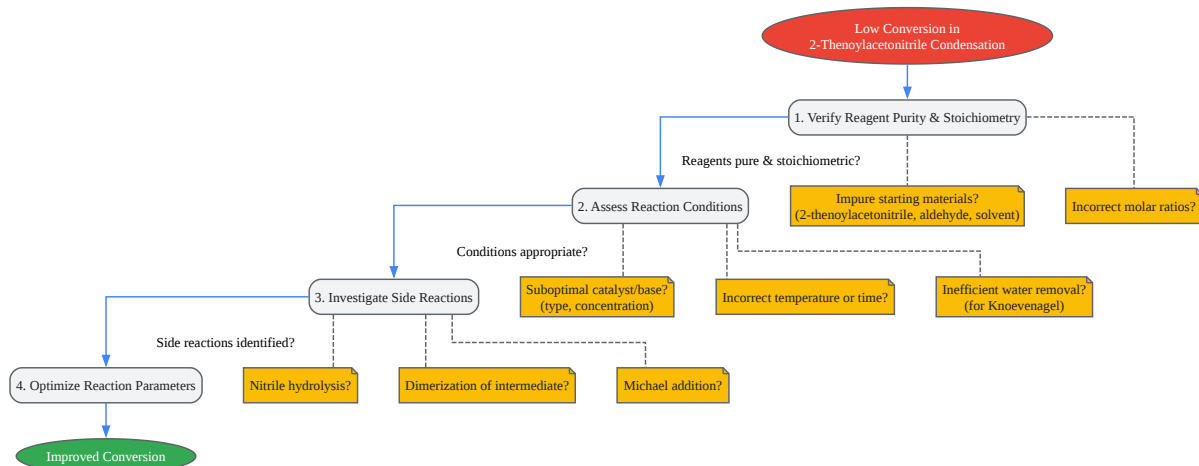 Low Conversion in
2-Thenoylacetonitrile Condensation
1. Verify Reagent Purity & Stoichiometry
Reagents pure & stoichiometric?
Impure starting materials?
(2-thenoylacetonitrile, aldehyde, solvent)
Incorrect molar ratios?
2. Assess Reaction Conditions
Conditions appropriate?
Suboptimal catalyst/base?
(type, concentration)
Incorrect temperature or time?
Inefficient water removal?
(for Knoevenagel)
3. Investigate Side Reactions
Side reactions identified?
Nitrile hydrolysis?
Dimerization of intermediate?
Michael addition?
4. Optimize Reaction Parameters
Improved Conversion